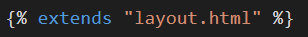 {% extends "layout.html" %}